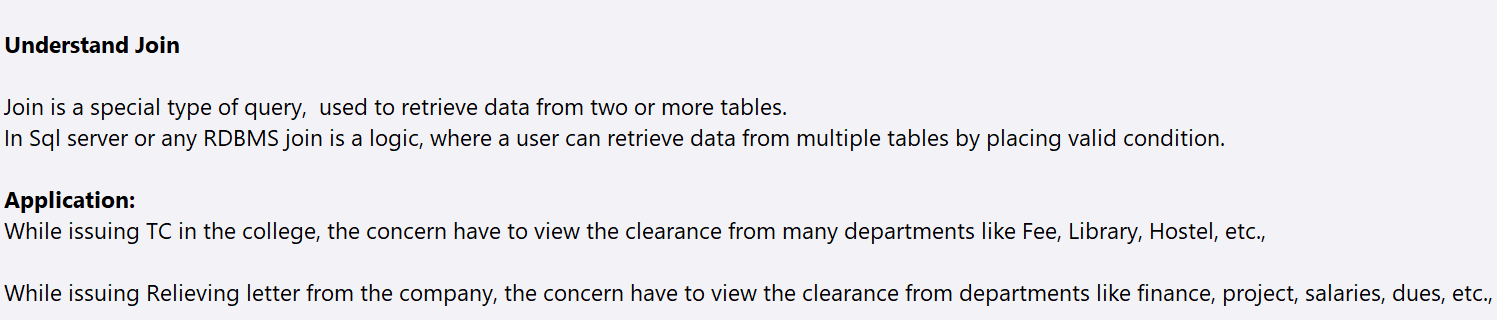 Understand Join
Join is a special type of query,  used to retrieve data from two or more tables.
In Sql server or any RDBMS join is a logic, where a user can retrieve data from multiple tables by placing valid condition.
Application:
While issuing TC in the college, the concern have to view the clearance from many departments like Fee, Library, Hostel, etc.,
While issuing Relieving letter from the company, the concern have to view the clearance from departments like finance, project, salaries, dues, etc.,